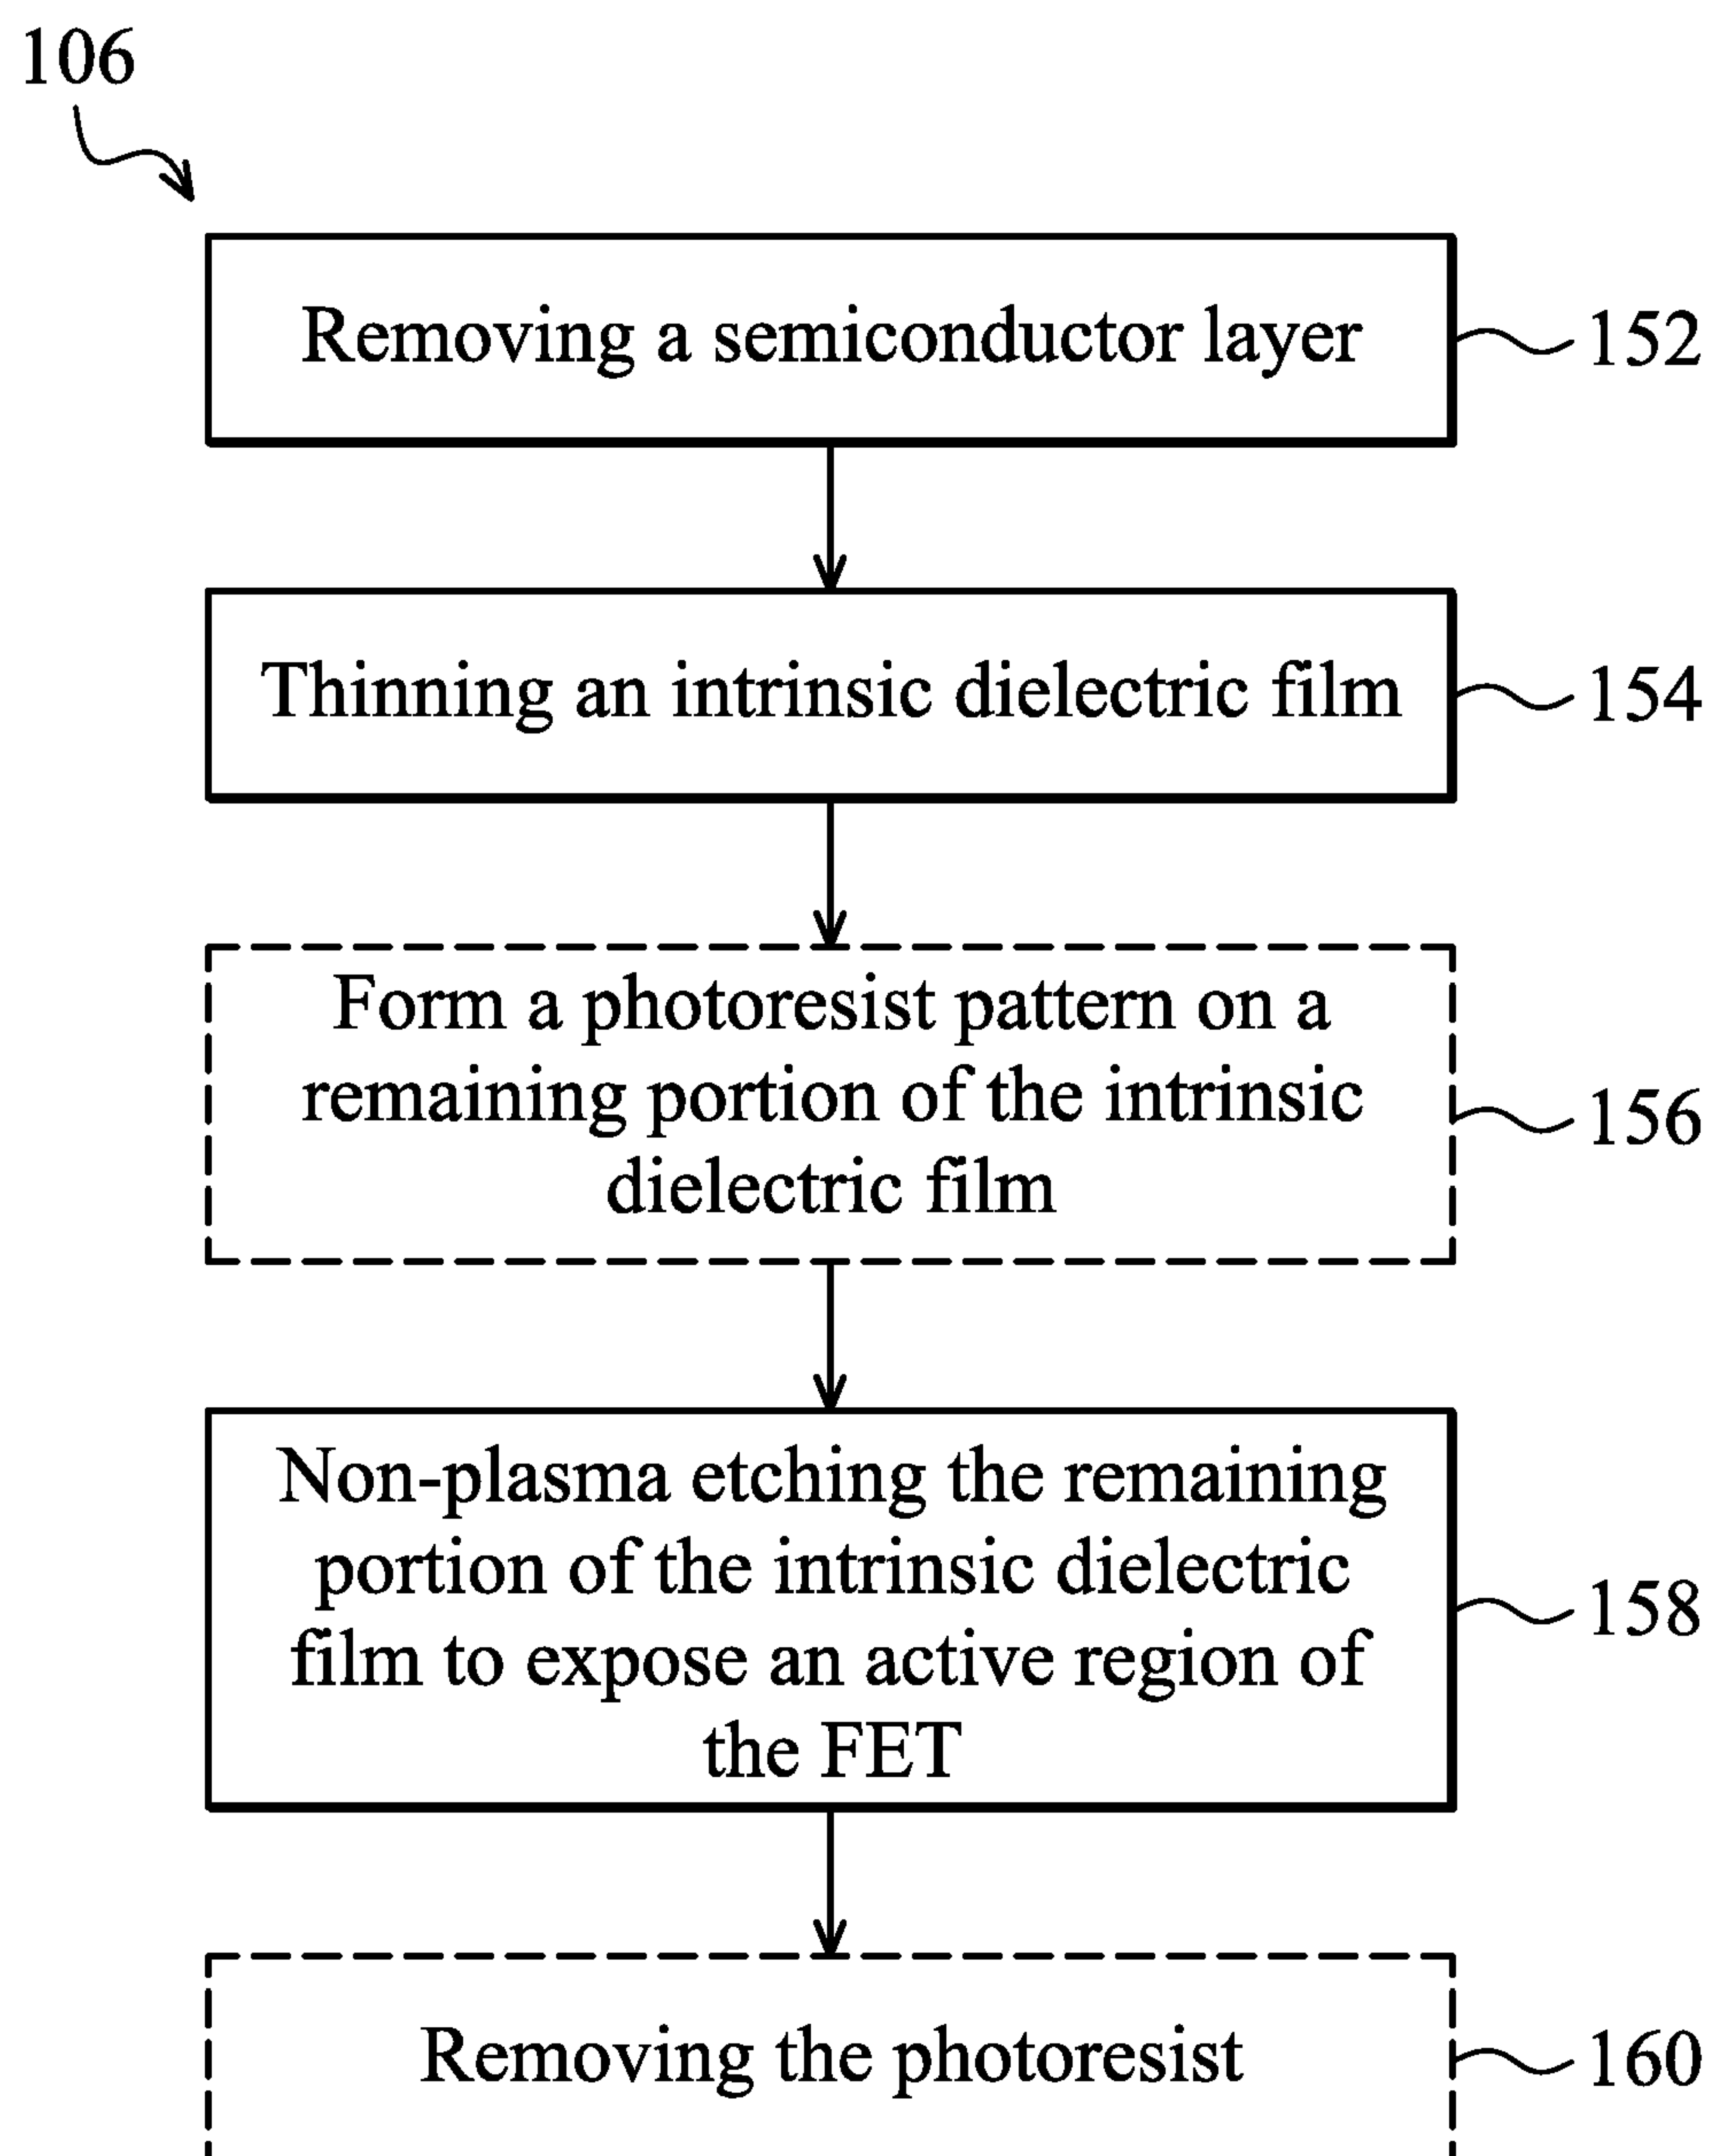 106
Removing a semiconductor layer
152
Thinning an intrinsic dielectric film
154
Form a photoresist pattern on a
remaining portion of the intrinsic
dielectric film
156
Non-plasma etching the remaining
portion of the intrinsic dielectric
film to expose an active region of
the FET
158
Removing the photoresist
160